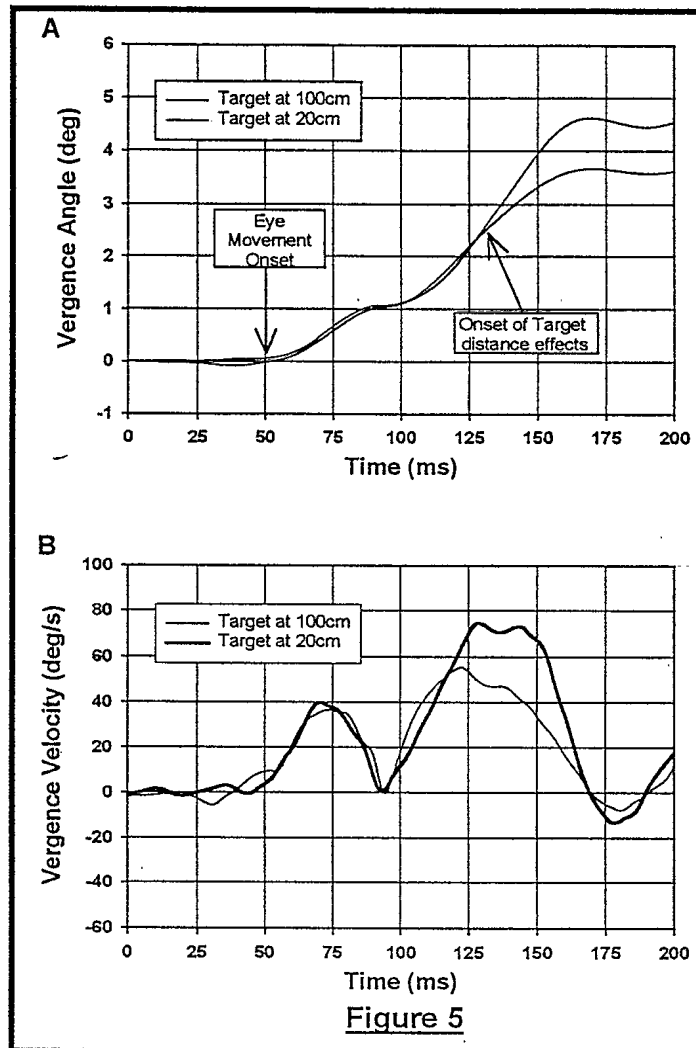 A
6
5
4
3
2
1
0
-1
Vergence Angle (deg)
Target at 100cm
Target at 20cm
Eye
Movement
Onset
Onset of Target
distance effects
0 25 50 75 100 125 150 175 200
Time (ms)
B
100
80
60
40
20
0
-20
-40
-60
Vergence Velocity (deg/s)
Target at 100cm
Target at 20cm
0 25 50 75 100 125 150 175 200
Time (ms)
Figure 5